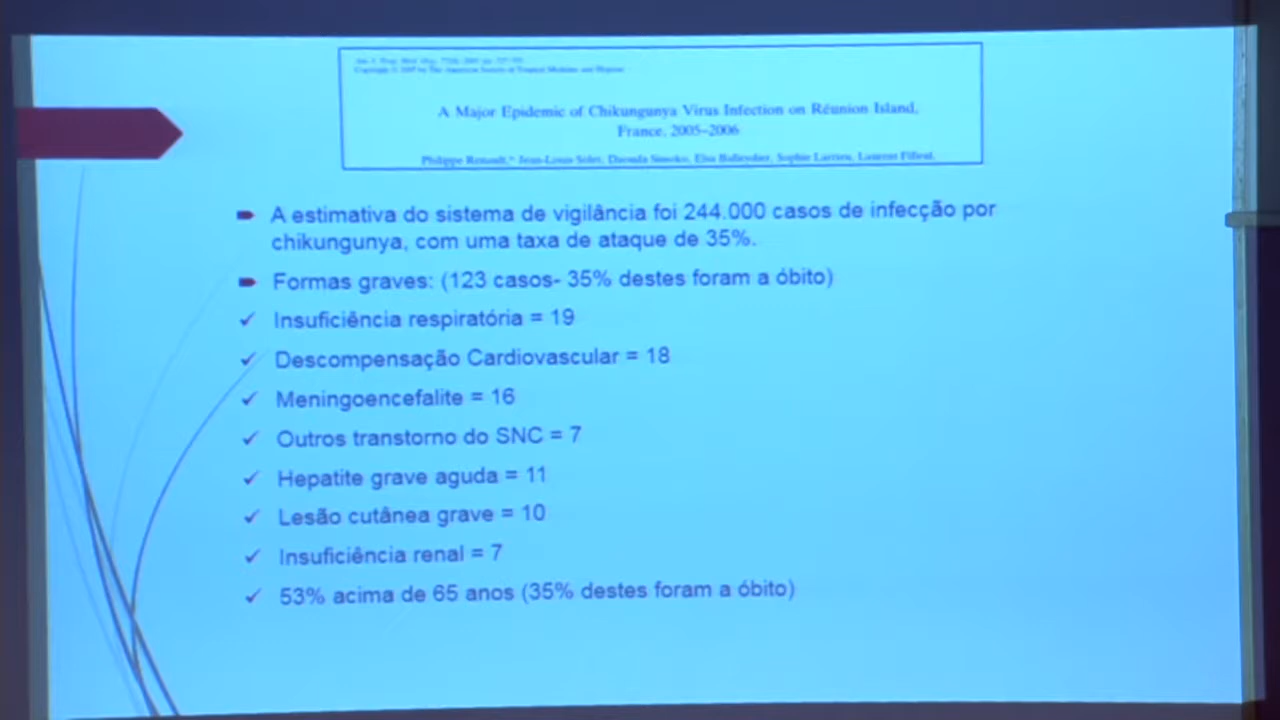 A Major Epidemic of Chikungunya Virus Infection on Réunion Island,
France, 2005–2006
A estimativa do sistema de vigilância foi 244.000 casos de infecção por
chikungunya, com uma taxa de ataque de 35%.
Formas graves: (123 casos- 35% destes foram a óbito)
Insuficiência respiratória = 19
Descompensação Cardiovascular = 18
Meningoencefalite = 16
Outros transtorno do SNC = 7
Hepatite grave aguda = 11
Lesão cutânea grave = 10
Insuficiência renal = 7
53% acima de 65 anos (35% destes foram a óbito)